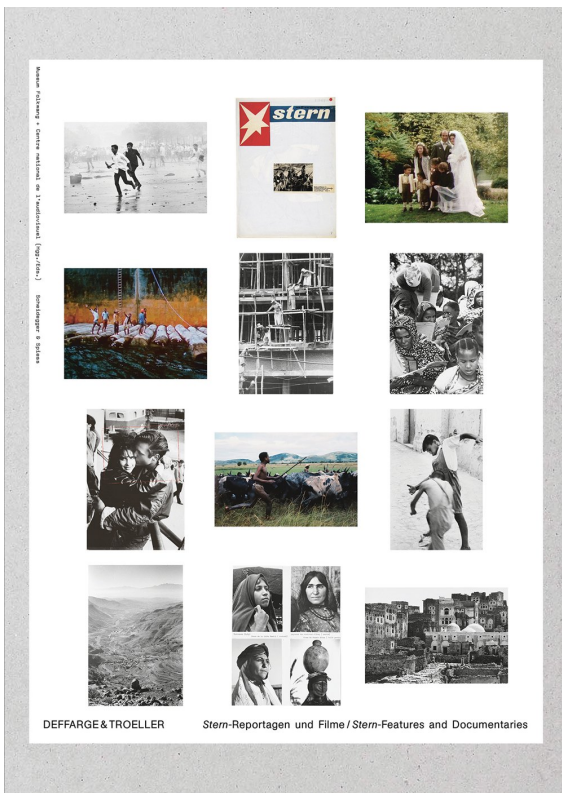 Museum Folkwang + Centre national de l'audiovisuel [Hgg./Eds.] Scheidegger & Spiess
stern
DEFFARGE & TROELLER
Stern-Reportagen und Filme / Stern-Features and Documentaries